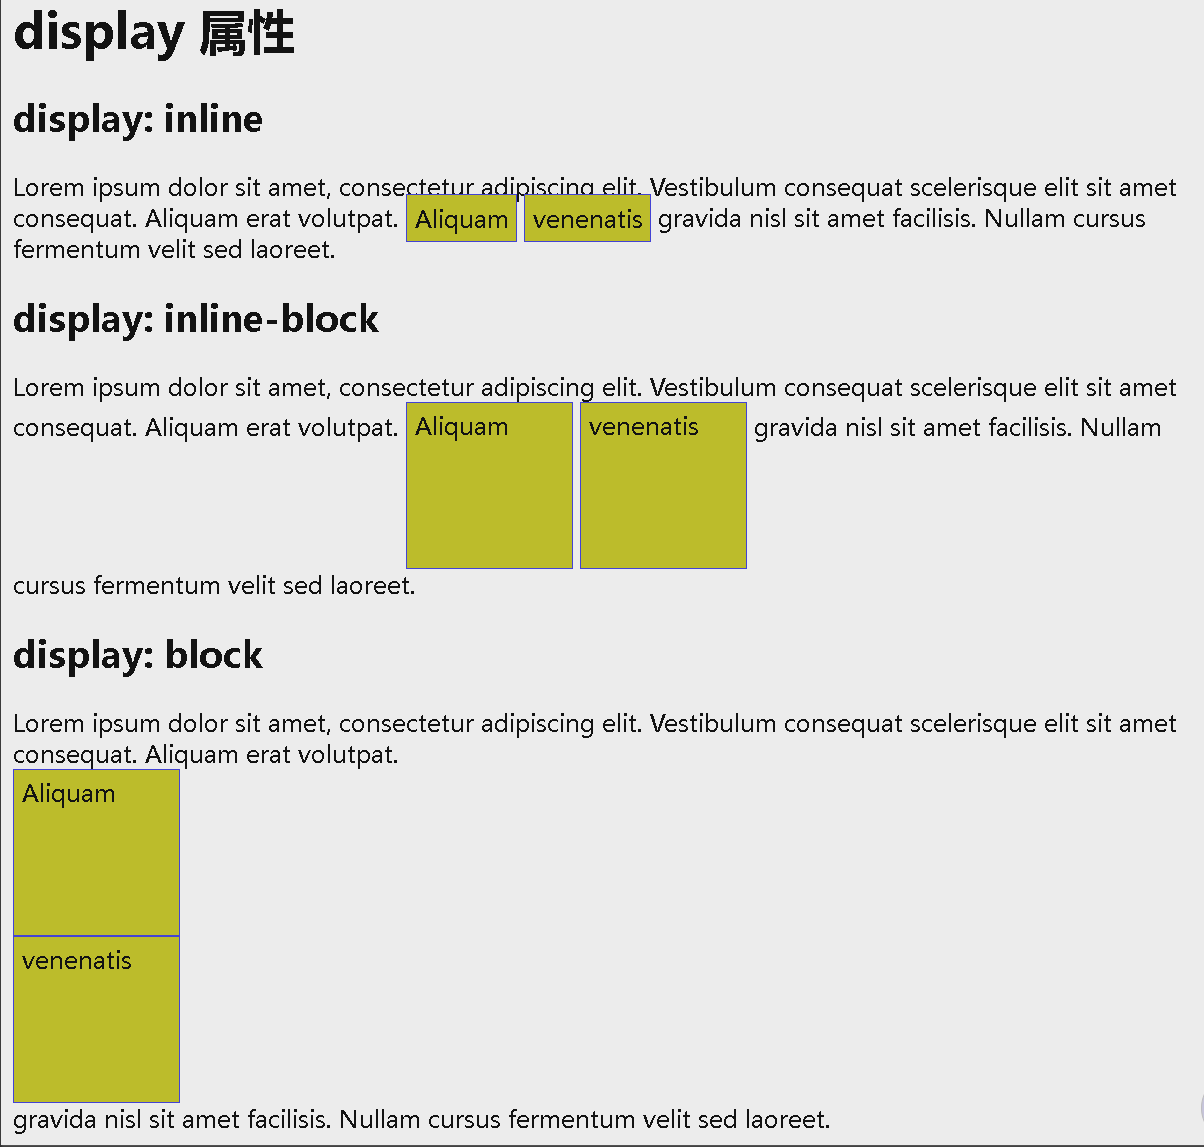 display 属性
display: inline
Lorem ipsum dolor sit amet, consectetur adipiscing elit. Vestibulum consequat scelerisque elit sit amet
consequat. Aliquam erat volutpat. Aliquam venenatis gravida nisl sit amet facilisis. Nullam cursus
fermentum velit sed laoreet.
display: inline-block
Lorem ipsum dolor sit amet, consectetur adipiscing elit. Vestibulum consequat scelerisque elit sit amet
consequat. Aliquam erat volutpat. Aliquam venenatis gravida nisl sit amet facilisis. Nullam
cursus fermentum velit sed laoreet.
display: block
Lorem ipsum dolor sit amet, consectetur adipiscing elit. Vestibulum consequat scelerisque elit sit amet
consequat. Aliquam erat volutpat.
Aliquam
venenatis
gravida nisl sit amet facilisis. Nullam cursus fermentum velit sed laoreet.